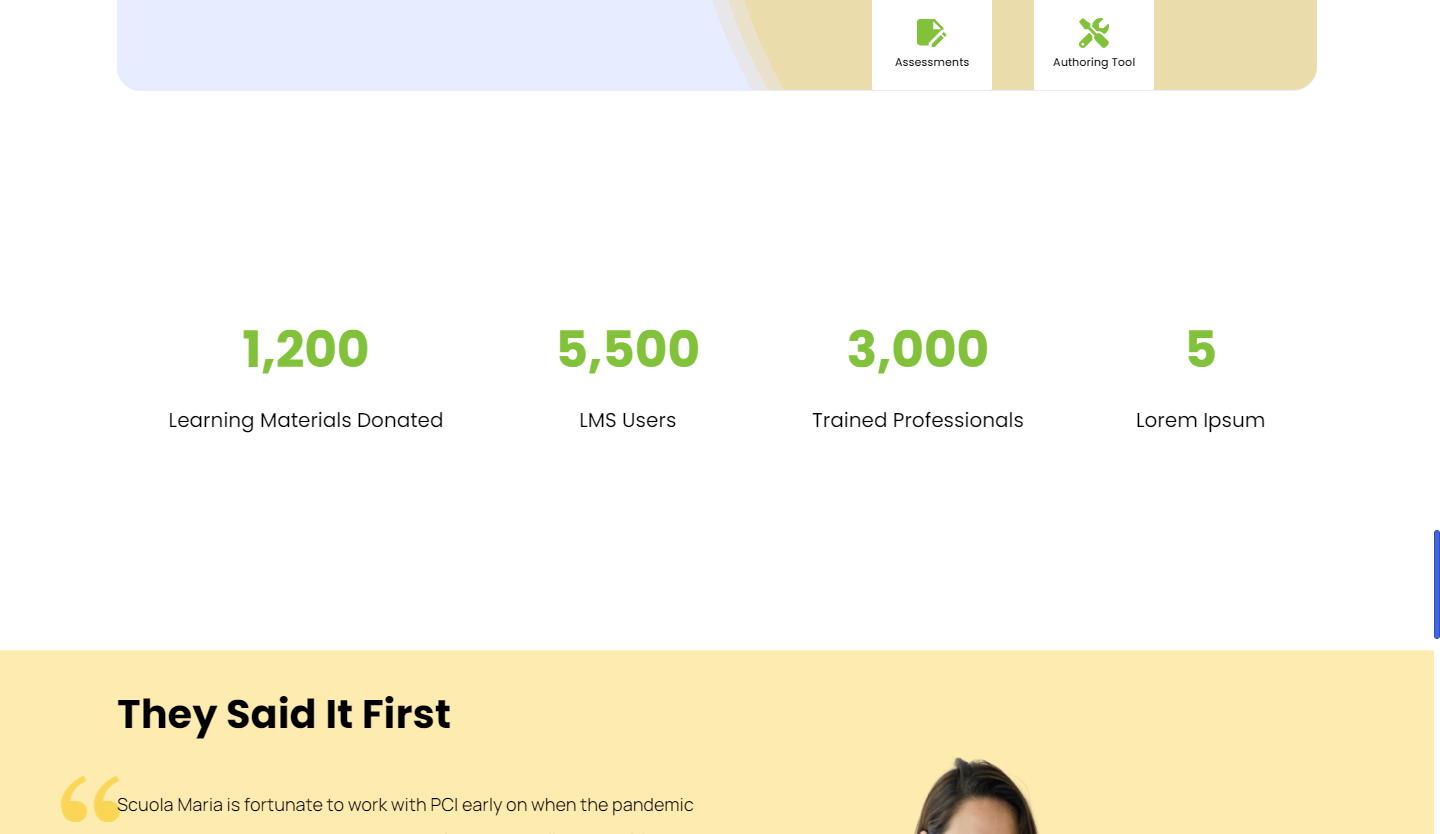 Assessments
Authoring Tool
1,200
5,500
3,000
5
Learning Materials Donated
LMS Users
Trained Professionals
Lorem Ipsum
They Said It First
Scuola Maria is fortunate to work with PCI early on when the pandemic